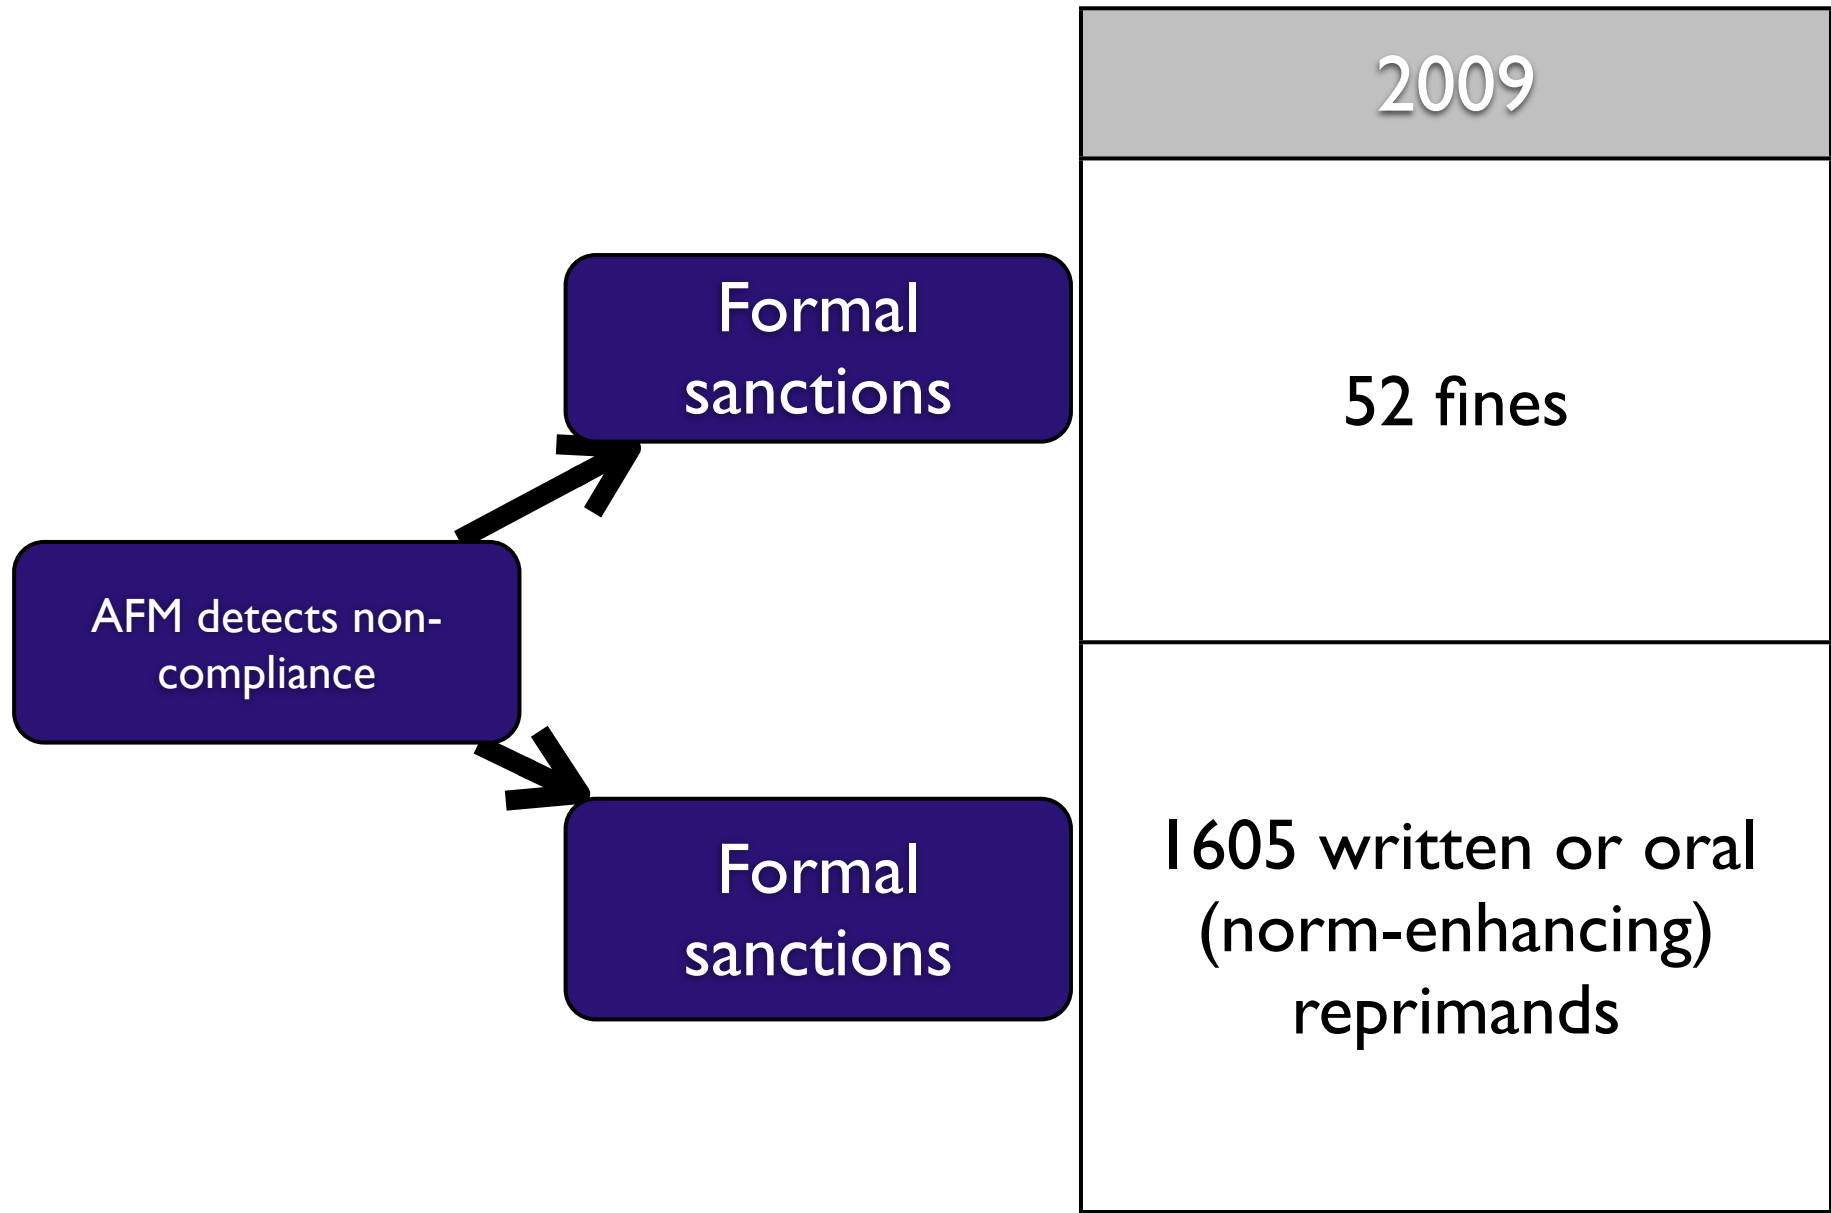 2009
Formal
sanctions
52 fines
AFM detects non-
compliance
Formal
sanctions
1605 written or oral
(norm-enhancing)
reprimands